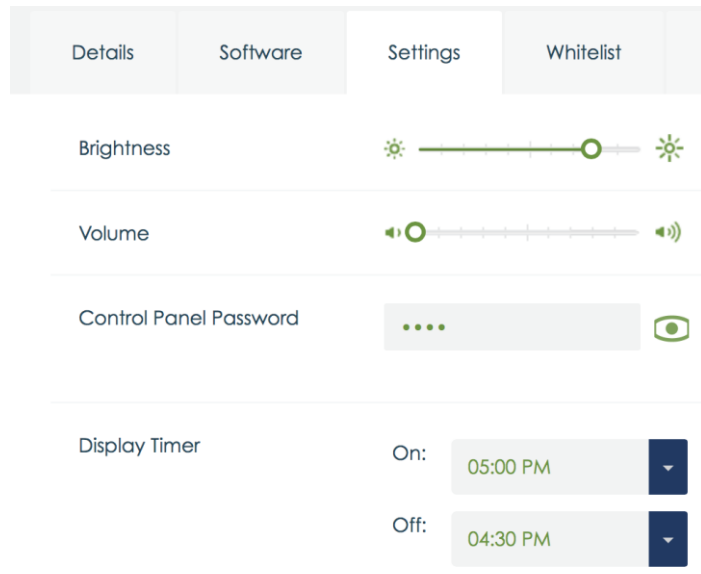 Details Software Settings Whitelist
Brightness
Volume
Control Panel Password ••••
Display Timer On: 05:00 PM
Off: 04:30 PM